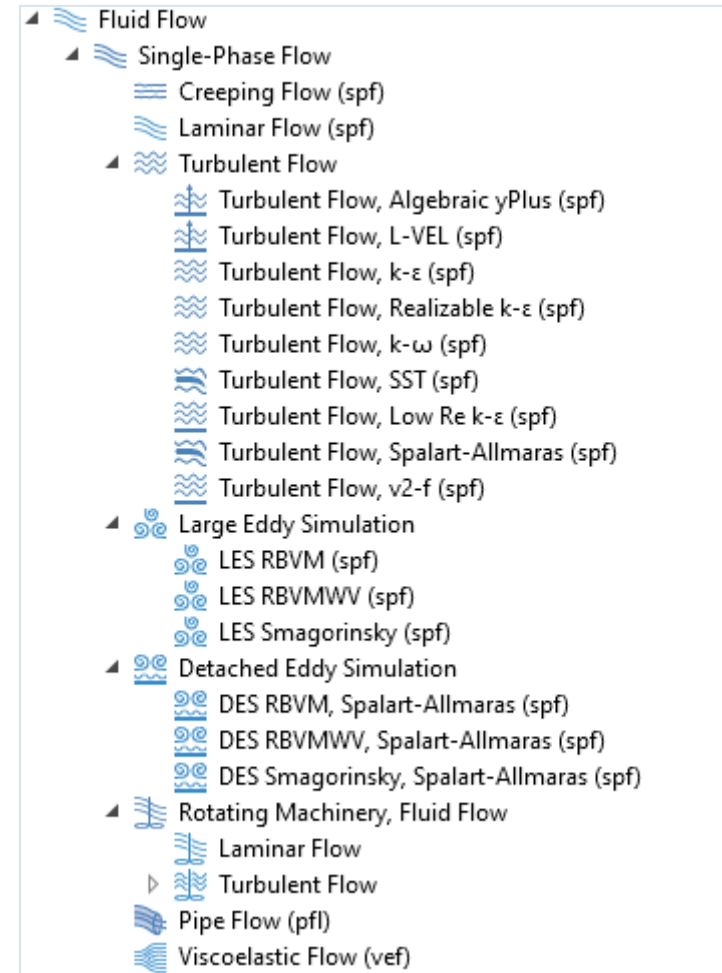 Fluid Flow
Single-Phase Flow
Creeping Flow (spf)
Laminar Flow (spf)
Turbulent Flow
Turbulent Flow, Algebraic yPlus (spf)
Turbulent Flow, L-VEL (spf)
Turbulent Flow, k-ε (spf)
Turbulent Flow, Realizable k-ε (spf)
Turbulent Flow, k-ω (spf)
Turbulent Flow, SST (spf)
Turbulent Flow, Low Re k-ε (spf)
Turbulent Flow, Spalart-Allmaras (spf)
Turbulent Flow, v2-f (spf)
Large Eddy Simulation
LES RBVM (spf)
LES RBVMWV (spf)
LES Smagorinsky (spf)
Detached Eddy Simulation
DES RBVM, Spalart-Allmaras (spf)
DES RBVMWV, Spalart-Allmaras (spf)
DES Smagorinsky, Spalart-Allmaras (spf)
Rotating Machinery, Fluid Flow
Laminar Flow
Turbulent Flow
Pipe Flow (pfl)
Viscoelastic Flow (vef)